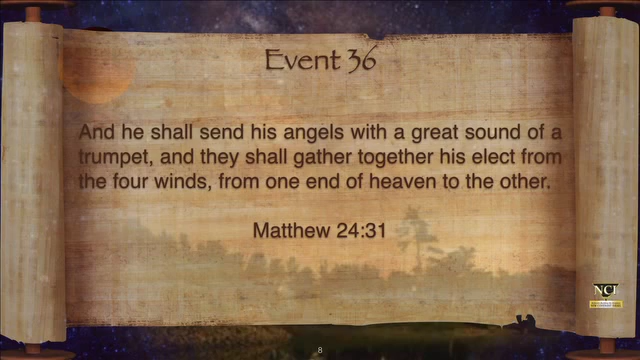 Event 36
And he shall send his angels with a great sound of a
trumpet, and they shall gather together his elect from
the four winds, from one end of heaven to the other.
Matthew 24:31
NCI
8